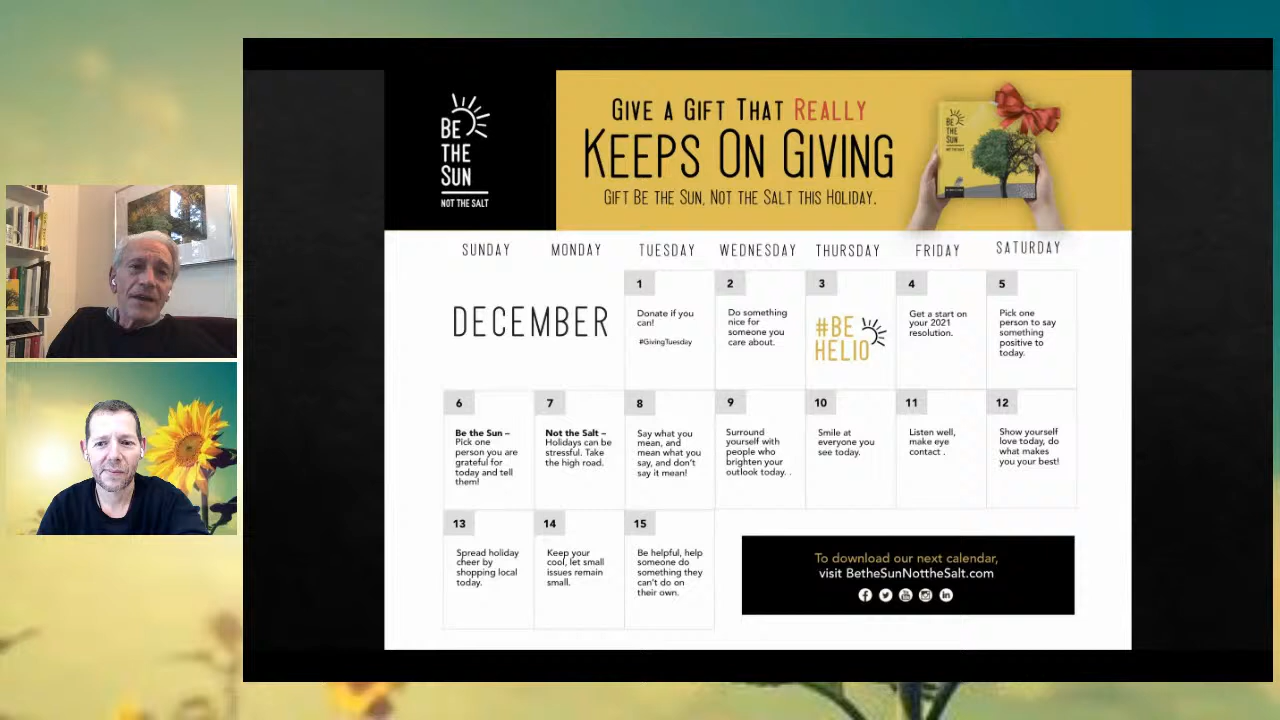 BE
THE
SUN
NOT THE SALT
GIVE A GIFT THAT REALLY
KEEPS ON GIVING
GIFT BE THE SUN, NOT THE SALT THIS HOLIDAY.
BE
THE
SUN
SUNDAY MONDAY TUESDAY WEDNESDAY THURSDAY FRIDAY SATURDAY
DECEMBER
1
Donate if you
can!
#GivingTuesday
2
Do something
nice for
someone you
care about.
3
#BE
HELIO
4
Get a start on
your 2021
resolution.
5
Pick one
person to say
something
positive to
today.
6
Be the Sun –
Pick one
person you are
grateful for
today and tell
them!
7
Not the Salt –
Holidays can be
stressful. Take
the high road.
8
Say what you
mean, and
mean what you
say, and don't
say it mean!
9
Surround
yourself with
people who
brighten your
outlook today. .
10
Smile at
everyone you
see today.
11
Listen well,
make eye
contact .
12
Show yourself
love today, do
what makes
you your best!
13
Spread holiday
cheer by
shopping local
today.
14
Keep your
cool, let small
issues remain
small.
15
Be helpful, help
someone do
something they
can't do on
their own.
To download our next calendar,
visit BetheSunNottheSalt.com